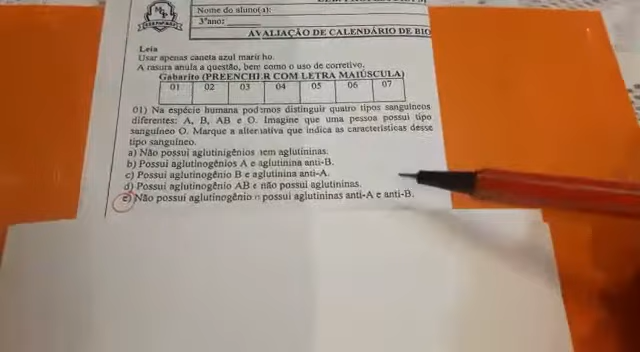 Nome do aluno(a):
3ºano:
AVALIAÇÃO DE CALENDÁRIO DE BIO
Leia
Usar apenas caneta azul marinho.
A rasura anula a questão, bem como o uso de corretivo.
Gabarito (PREENCHER COM LETRA MAIÚSCULA)
01 02 03 04 05 06 07
01) Na espécie humana podemos distinguir quatro tipos sanguíneos
diferentes: A, B, AB e O. Imagine que uma pessoa possui tipo
sanguíneo O. Marque a alternativa que indica as características desse
tipo sanguíneo.
a) Não possui aglutinigênios nem aglutininas.
b) Possui aglutinogênios A e aglutinina anti-B.
c) Possui aglutinogênio B e aglutinina anti-A.
d) Possui aglutinogênio AB e não possui aglutininas.
e) Não possui aglutinogênio e possui aglutininas anti-A e anti-B.